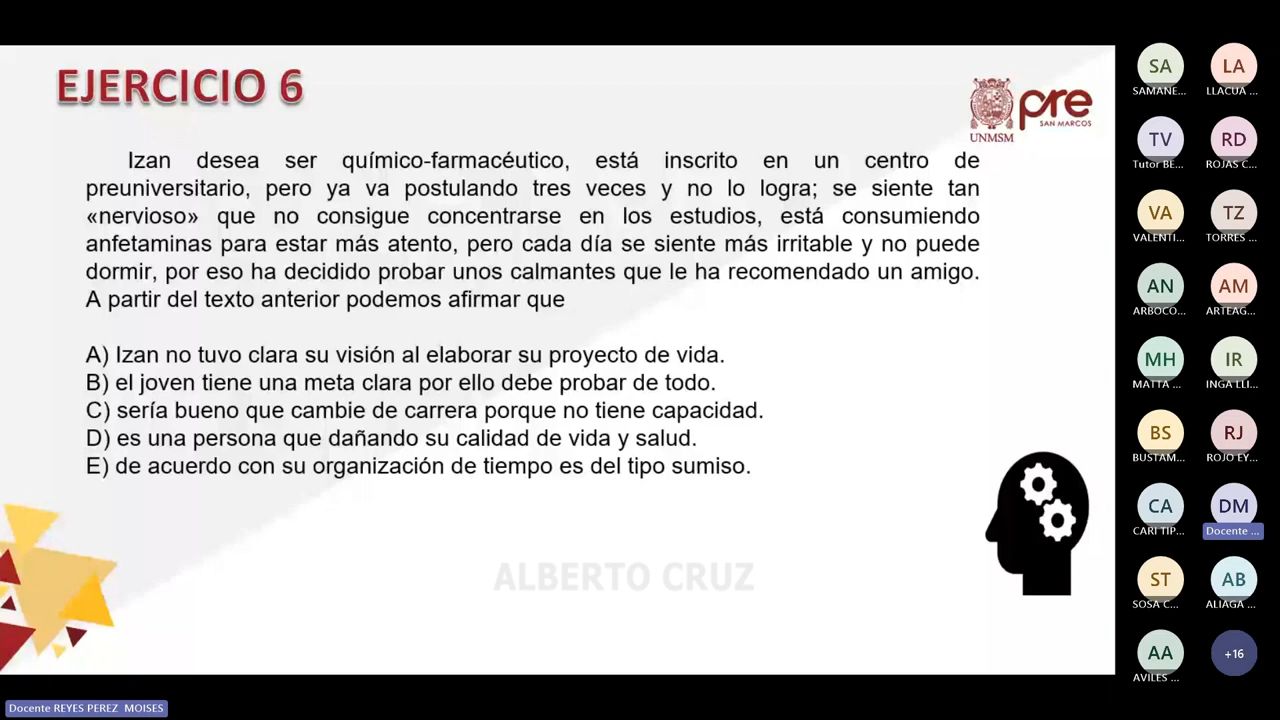 EJERCICIO 6
UNMSM
pre
SAN MARCOS
Izan desea ser químico-farmacéutico, está inscrito en un centro de
preuniversitario, pero ya va postulando tres veces y no lo logra; se siente tan
«nervioso» que no consigue concentrarse en los estudios, está consumiendo
anfetaminas para estar más atento, pero cada día se siente más irritable y no puede
dormir, por eso ha decidido probar unos calmantes que le ha recomendado un amigo.
A partir del texto anterior podemos afirmar que
A) Izan no tuvo clara su visión al elaborar su proyecto de vida.
B) el joven tiene una meta clara por ello debe probar de todo.
C) sería bueno que cambie de carrera porque no tiene capacidad.
D) es una persona que dañando su calidad de vida y salud.
E) de acuerdo con su organización de tiempo es del tipo sumiso.
ALBERTO CRUZ
Docente REYES PEREZ MOISES
SA
SAMANE...
LA
LLACUA ...
TV
Tutor BE...
RD
ROJAS C...
VA
VALENTI...
TZ
TORRES ...
AN
ARBOCO...
AM
ARTEAG...
MH
MATTA ...
IR
INGA LLI...
BS
BUSTAM...
RJ
ROJO EY...
CA
CARI TIP...
DM
Docente ...
ST
SOSA C...
AB
ALIAGA ...
AA
AVILES ...
+16